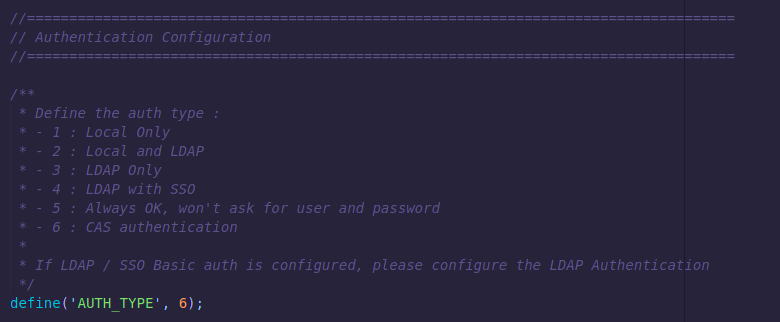 //====================================================================================
// Authentication Configuration
//====================================================================================
/**
* Define the auth type :
* - 1 : Local Only
* - 2 : Local and LDAP
* - 3 : LDAP Only
* - 4 : LDAP with SSO
* - 5 : Always OK, won't ask for user and password
* - 6 : CAS authentication
*
* If LDAP / SSO Basic auth is configured, please configure the LDAP Authentication
*/
define('AUTH_TYPE', 6);